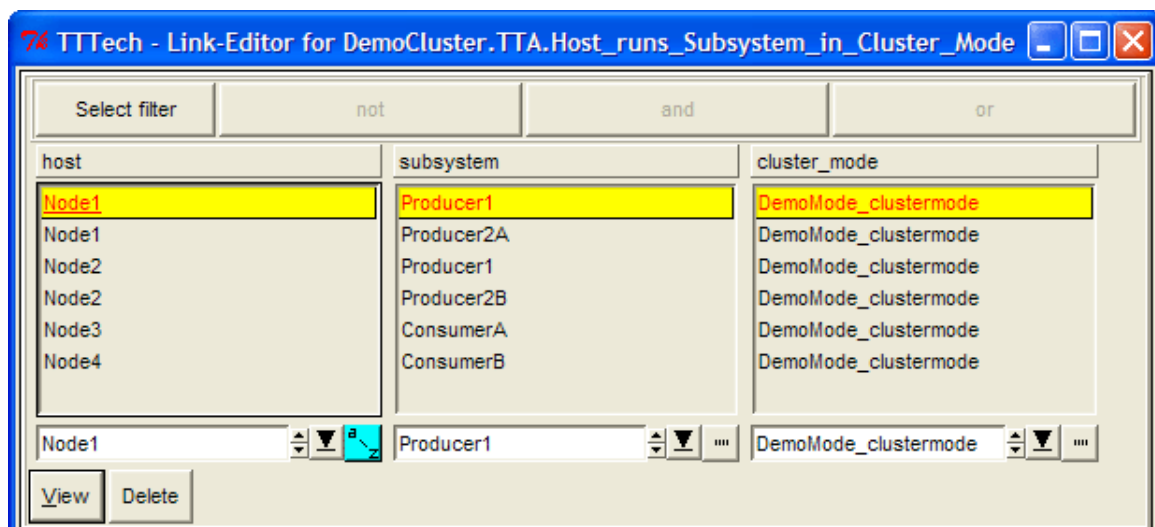 TTTech - Link-Editor for DemoCluster.TTA.Host_runs_Subsystem_in_Cluster_Mode
Select filter not and or
host subsystem cluster_mode
Node1 Producer1 DemoMode_clustermode
Node1 Producer2A DemoMode_clustermode
Node2 Producer1 DemoMode_clustermode
Node2 Producer2B DemoMode_clustermode
Node3 ConsumerA DemoMode_clustermode
Node4 ConsumerB DemoMode_clustermode
Node1 a z Producer1 DemoMode_clustermode
View Delete